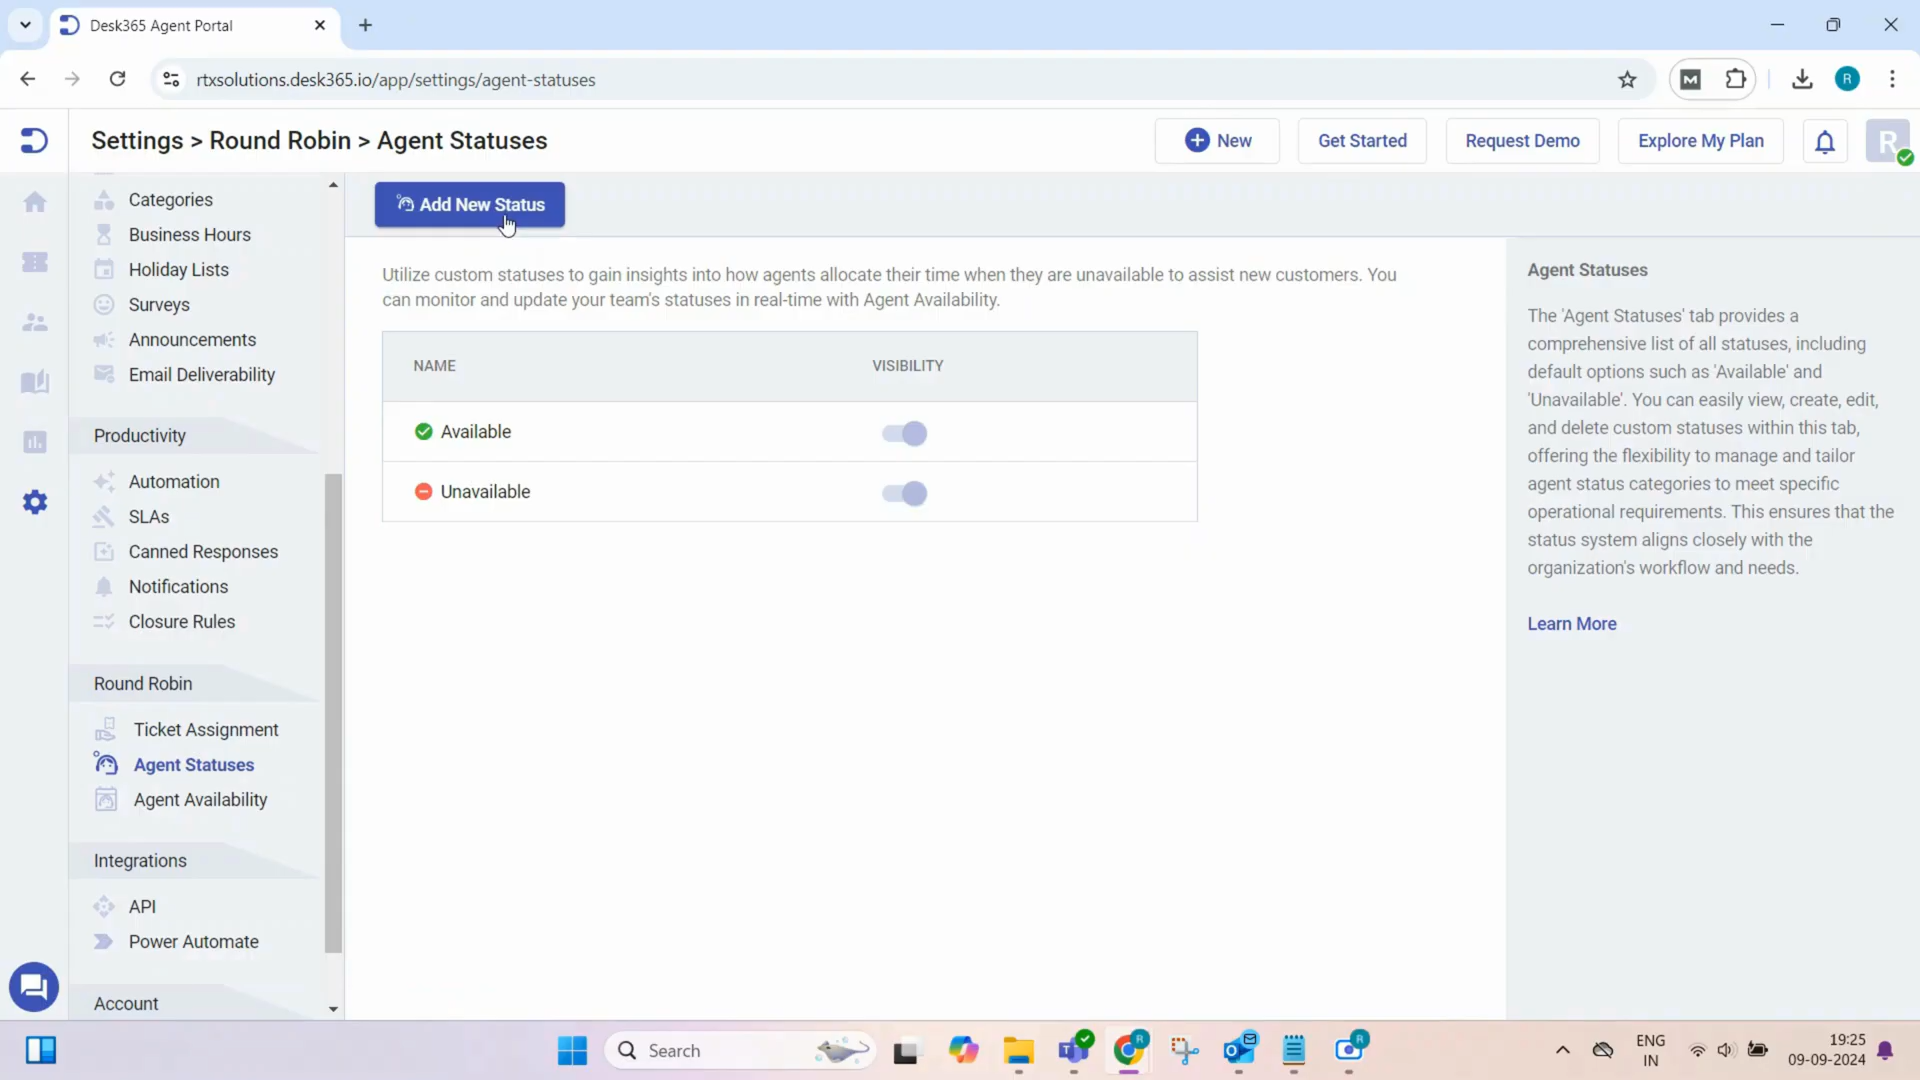 Desk365 Agent Portal
rtxsolutions.desk365.io/app/settings/agent-statuses
R
Settings > Round Robin > Agent Statuses
New
Get Started
Request Demo
Explore My Plan
R
Categories
Business Hours
Holiday Lists
Surveys
Announcements
Email Deliverability
Productivity
Automation
SLAs
Canned Responses
Notifications
Closure Rules
Round Robin
Ticket Assignment
Agent Statuses
Agent Availability
Integrations
API
Power Automate
Account
Add New Status
Utilize custom statuses to gain insights into how agents allocate their time when they are unavailable to assist new customers. You
can monitor and update your team's statuses in real-time with Agent Availability.
NAME
VISIBILITY
Available
Unavailable
Agent Statuses
The 'Agent Statuses' tab provides a
comprehensive list of all statuses, including
default options such as 'Available' and
'Unavailable'. You can easily view, create, edit,
and delete custom statuses within this tab,
offering the flexibility to manage and tailor
agent status categories to meet specific
operational requirements. This ensures that the
status system aligns closely with the
organization's workflow and needs.
Learn More
Search
R
R
ENG
IN
19:25
09-09-2024